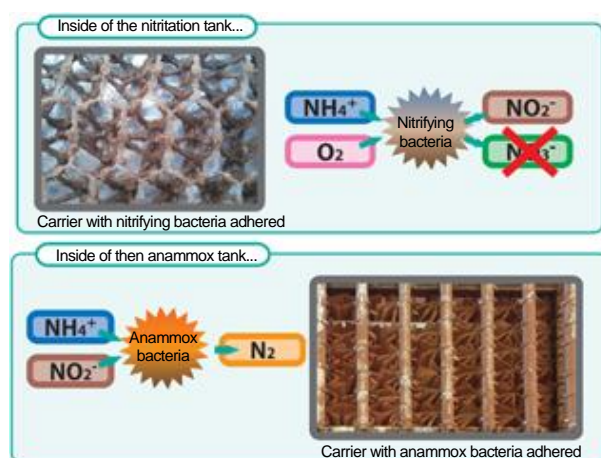 Inside of the nitritation tank...
NH₄⁺
O₂
Nitrifying
bacteria
NO₂⁻
NO₃⁻
Carrier with nitrifying bacteria adhered
Inside of then anammox tank...
NH₄⁺
NO₂⁻
Anammox
bacteria
N₂
Carrier with anammox bacteria adhered